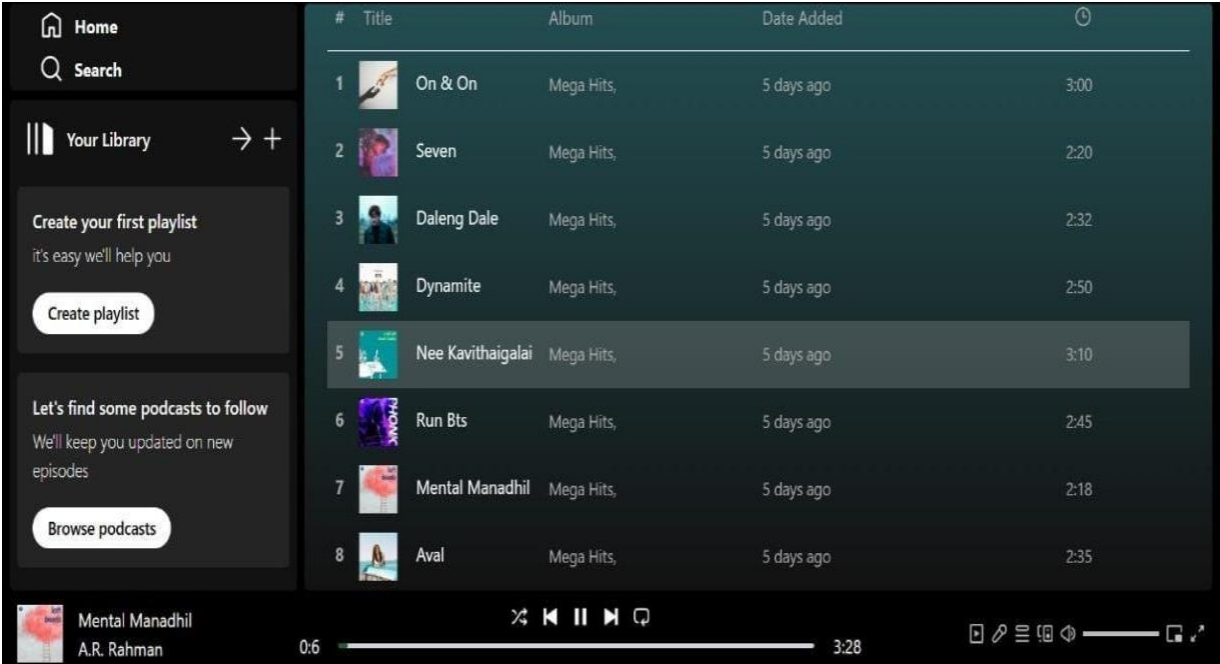 Home
Search
Your Library
Create your first playlist
it's easy we'll help you
Create playlist
Let's find some podcasts to follow
We'll keep you updated on new
episodes
Browse podcasts
# Title Album Date Added
1 On & On Mega Hits, 5 days ago 3:00
2 Seven Mega Hits, 5 days ago 2:20
3 Daleng Dale Mega Hits, 5 days ago 2:32
4 Dynamite Mega Hits, 5 days ago 2:50
5 Nee Kavithaigalai Mega Hits, 5 days ago 3:10
6 Run Bts Mega Hits, 5 days ago 2:45
PHONK
7 Mental Manadhil Mega Hits, 5 days ago 2:18
8 Aval Mega Hits, 5 days ago 2:35
Mental Manadhil
A.R. Rahman
0:6 3:28